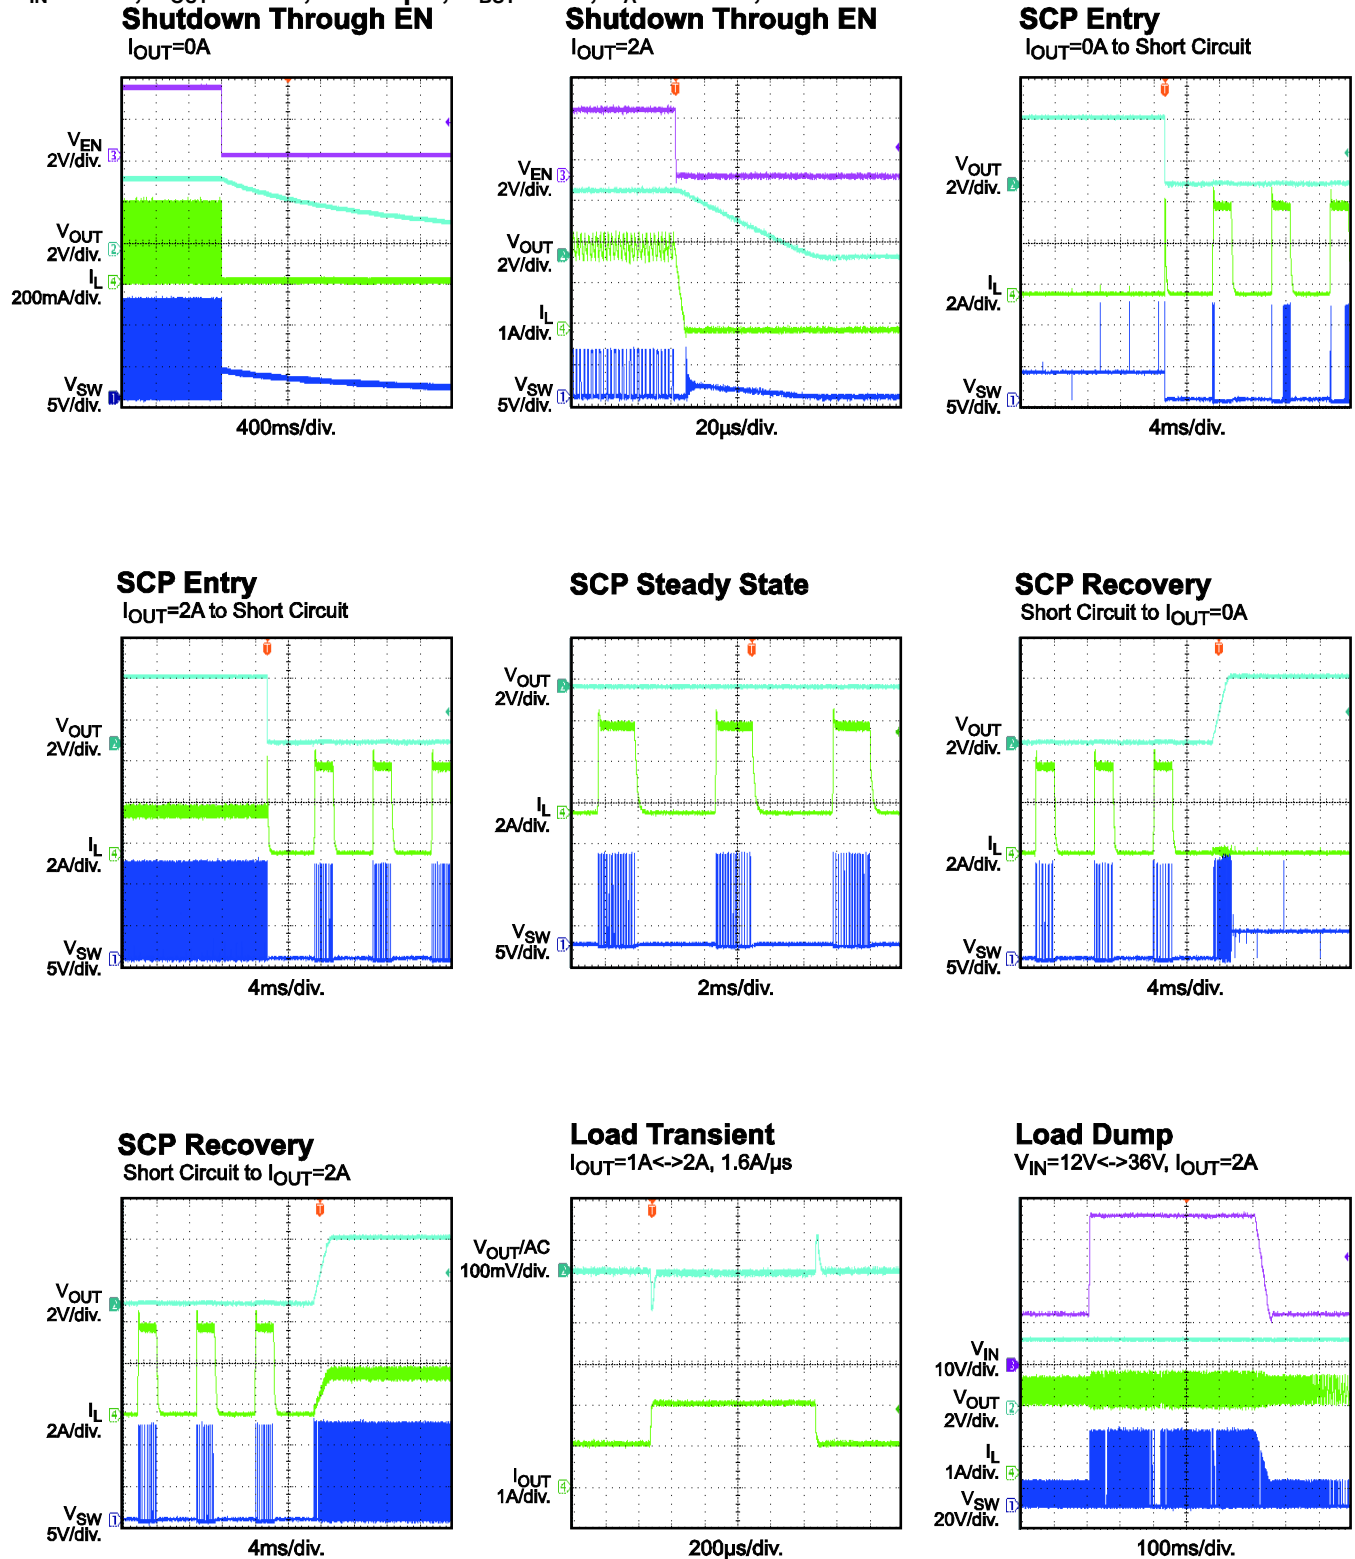 Shutdown Through EN
IOUT=0A
VEN
2V/div.
VOUT
2V/div.
IL
200mA/div.
VSW
5V/div.
400ms/div.
Shutdown Through EN
IOUT=2A
VEN
2V/div.
VOUT
2V/div.
IL
1A/div.
VSW
5V/div.
20µs/div.
SCP Entry
IOUT=0A to Short Circuit
VOUT
2V/div.
IL
2A/div.
VSW
5V/div.
4ms/div.
SCP Entry
IOUT=2A to Short Circuit
VOUT
2V/div.
IL
2A/div.
VSW
5V/div.
4ms/div.
SCP Steady State
VOUT
2V/div.
IL
2A/div.
VSW
5V/div.
2ms/div.
SCP Recovery
Short Circuit to IOUT=0A
VOUT
2V/div.
IL
2A/div.
VSW
5V/div.
4ms/div.
SCP Recovery
Short Circuit to IOUT=2A
VOUT
2V/div.
IL
2A/div.
VSW
5V/div.
4ms/div.
Load Transient
IOUT=1A<->2A, 1.6A/µs
VOUT/AC
100mV/div.
IOUT
1A/div.
200µs/div.
Load Dump
VIN=12V<->36V, IOUT=2A
VIN
10V/div.
VOUT
2V/div.
IL
1A/div.
VSW
20V/div.
100ms/div.